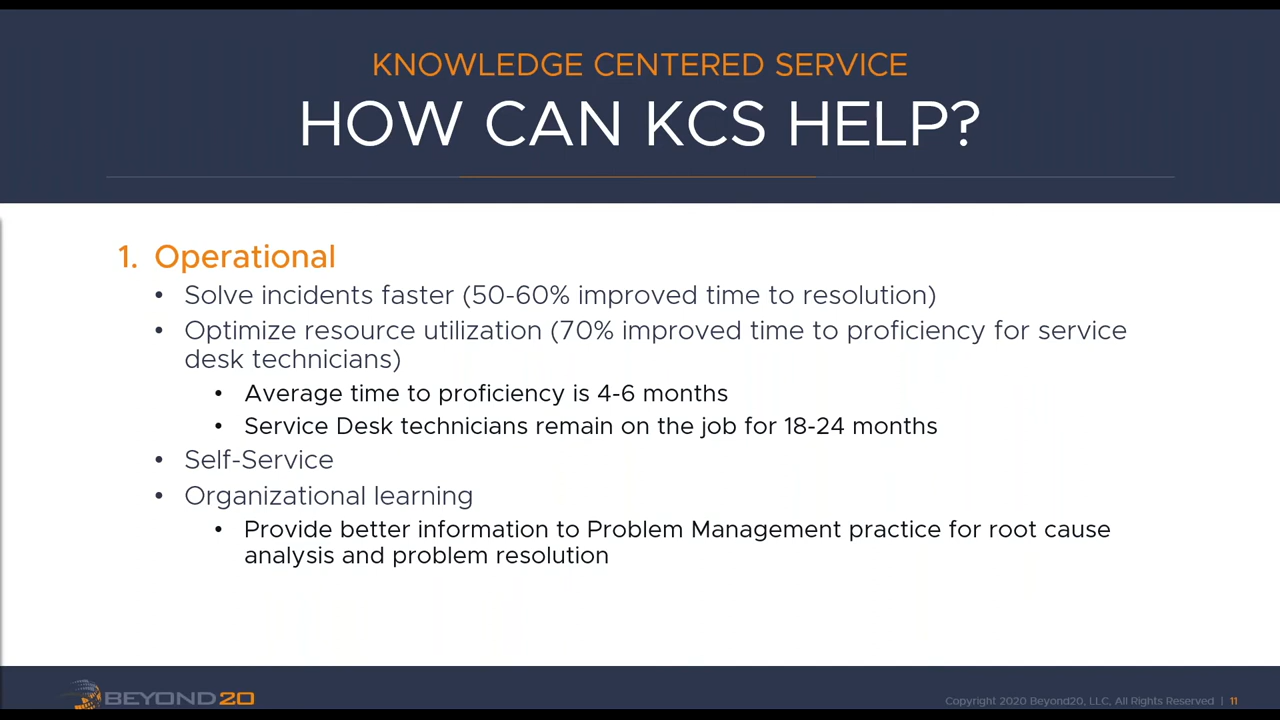 KNOWLEDGE CENTERED SERVICE
HOW CAN KCS HELP?
1. Operational
• Solve incidents faster (50-60% improved time to resolution)
• Optimize resource utilization (70% improved time to proficiency for service
desk technicians)
• Average time to proficiency is 4-6 months
• Service Desk technicians remain on the job for 18-24 months
• Self-Service
• Organizational learning
• Provide better information to Problem Management practice for root cause
analysis and problem resolution
BEYOND20
Copyright 2020 Beyond20, LLC, All Rights Reserved | 11